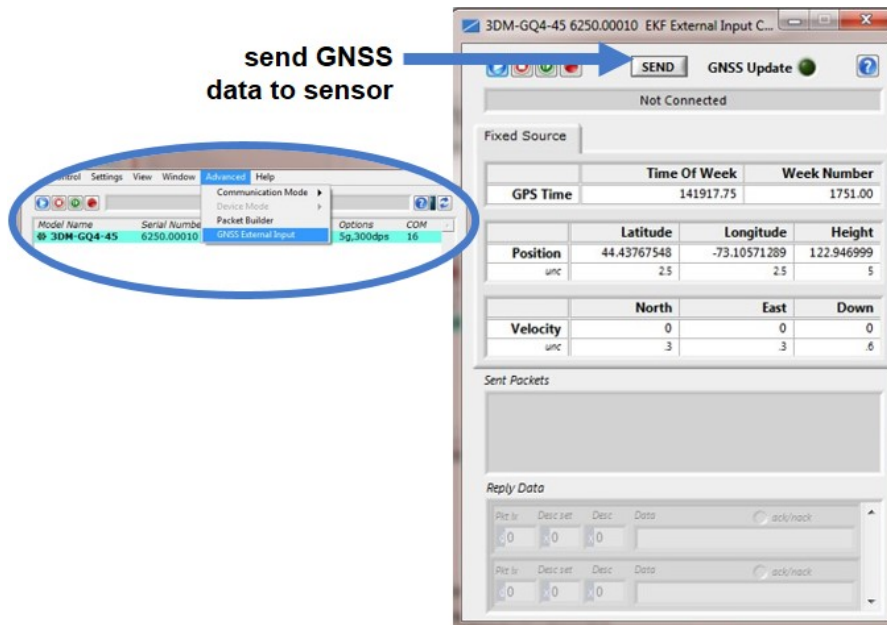 send GNSS
data to sensor
Settings View Window Advanced Help
Communication Mode
Device Mode
Packet Builder
GNSS External Input
Model Name Serial Numbe Options COM
3DM-GQ4-45 6250.00010 5g,300dps 16
3DM-GQ4-45 6250.00010 EKF External Input C...
SEND GNSS Update
Not Connected
Fixed Source
Time Of Week Week Number
GPS Time 141917.75 1751.00
Latitude Longitude Height
Position 44.43767548 -73.10571289 122.946999
unc 2.5 2.5 5
North East Down
Velocity 0 0 0
unc .3 .3 .6
Sent Packets
Reply Data
Pkt ix Desc set Desc Data ack/nack
0 0 0
Pkt ix Desc set Desc Data ack/nack
0 0 0